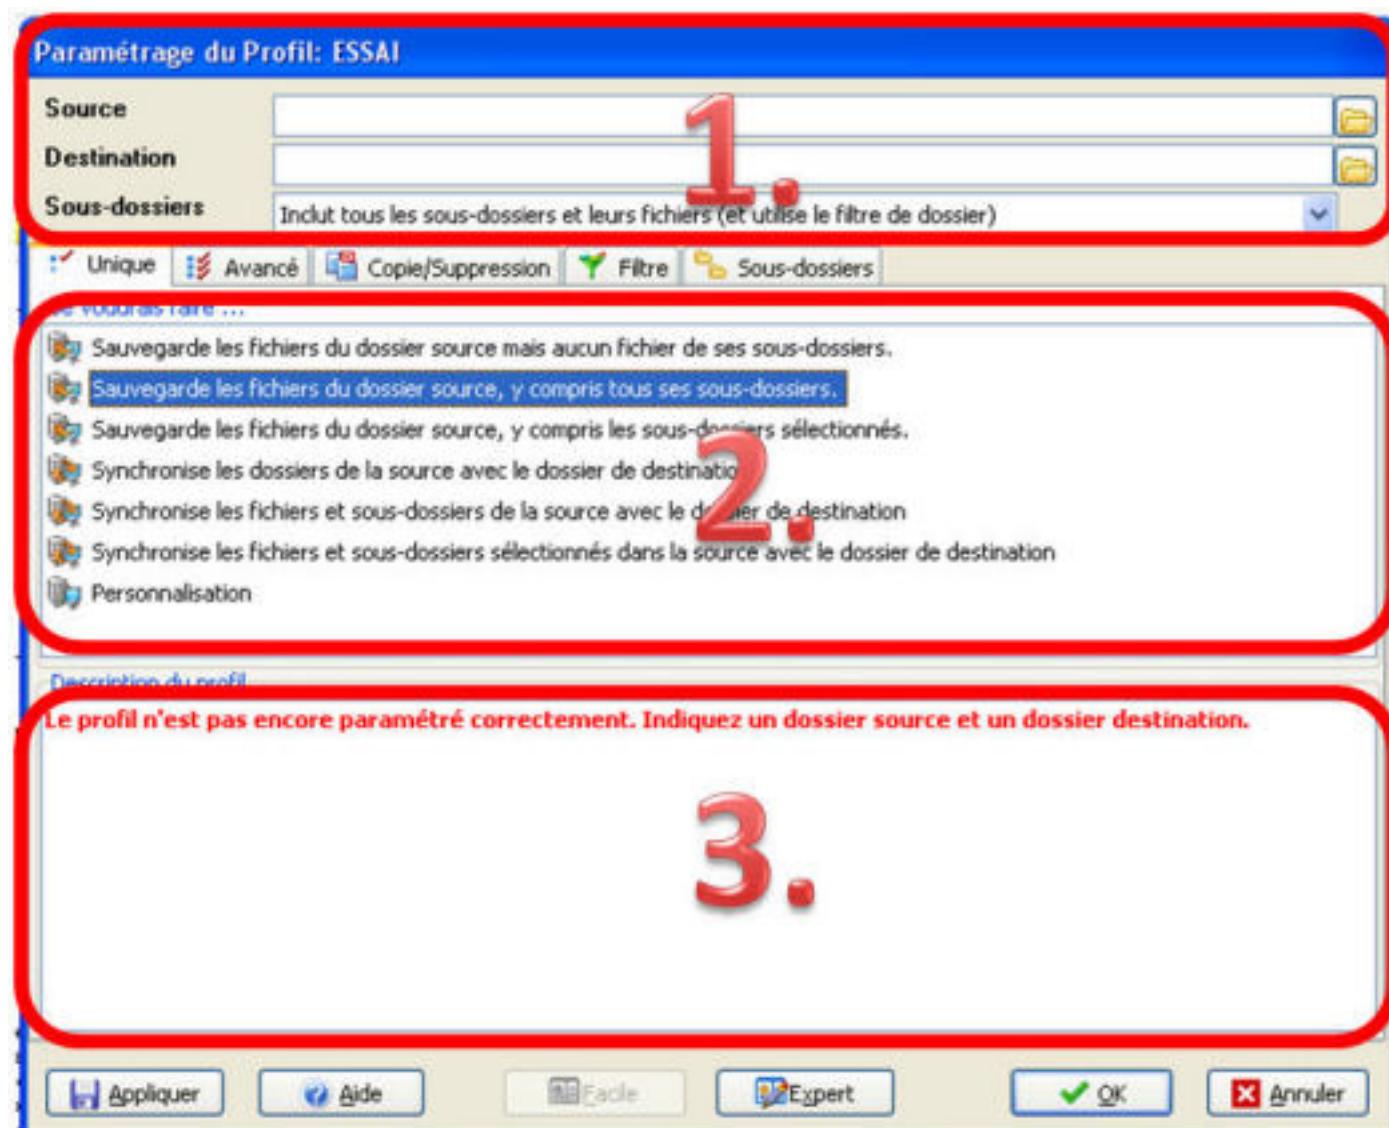 Paramétrage du Profil: ESSAI
Source
1.
Destination
Sous-dossiers
Inclut tous les sous-dossiers et leurs fichiers (et utilise le filtre de dossier)
Unique Avancé Copie/Suppression Filtre Sous-dossiers
voudrais faire ...
Sauvegarde les fichiers du dossier source mais aucun fichier de ses sous-dossiers.
Sauvegarde les fichiers du dossier source, y compris tous ses sous-dossiers.
Sauvegarde les fichiers du dossier source, y compris les sous-dossiers sélectionnés.
2.
Synchronise les dossiers de la source avec le dossier de destination
Synchronise les fichiers et sous-dossiers de la source avec le dossier de destination
Synchronise les fichiers et sous-dossiers sélectionnés dans la source avec le dossier de destination
Personnalisation
Description du profil
Le profil n'est pas encore paramétré correctement. Indiquez un dossier source et un dossier destination.
3.
Appliquer Aide Facile Expert OK Annuler